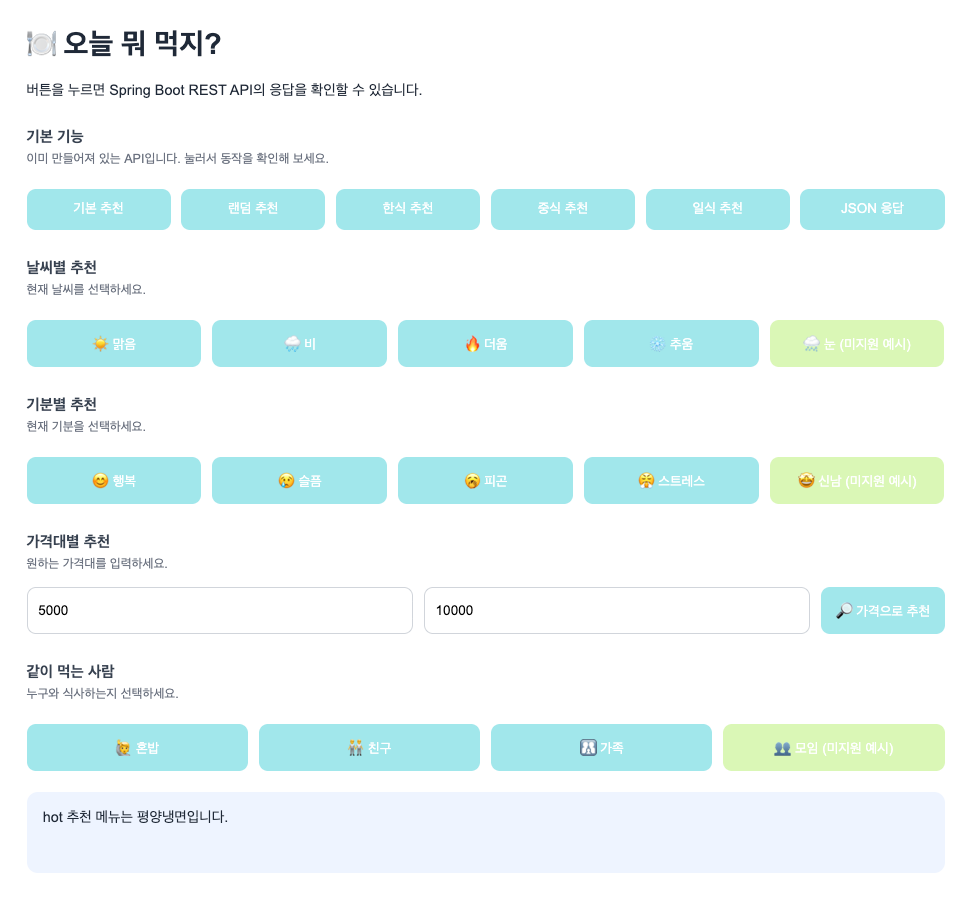 🍽️ 오늘 뭐 먹지?
버튼을 누르면 Spring Boot REST API의 응답을 확인할 수 있습니다.
기본 기능
이미 만들어져 있는 API입니다. 눌러서 동작을 확인해 보세요.
기본 추천 랜덤 추천 한식 추천 중식 추천 일식 추천 JSON 응답
날씨별 추천
현재 날씨를 선택하세요.
☀️ 맑음 🌧️ 비 🔥 더움 ❄️ 추움 🌨️ 눈 (미지원 예시)
기분별 추천
현재 기분을 선택하세요.
😊 행복 😢 슬픔 🥱 피곤 😤 스트레스 🤩 신남 (미지원 예시)
가격대별 추천
원하는 가격대를 입력하세요.
5000 10000 🔎 가격으로 추천
같이 먹는 사람
누구와 식사하는지 선택하세요.
🙋 혼밥 👬 친구 👪 가족 👥 모임 (미지원 예시)
hot 추천 메뉴는 평양냉면입니다.